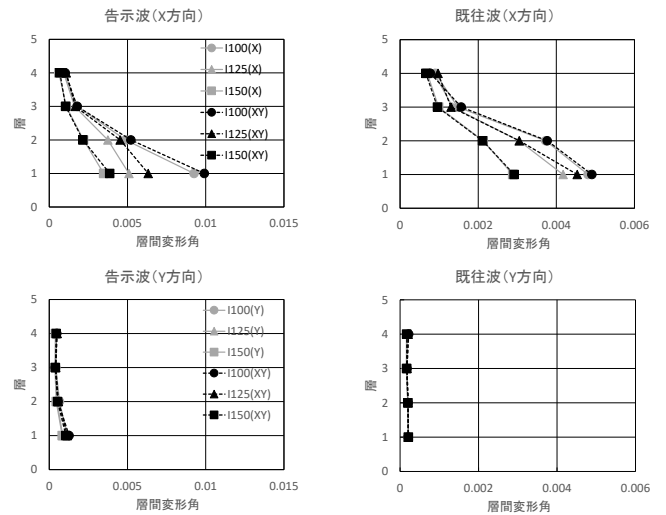 告示波(X方向)
5
4
3
2
1
0
層
0
0.005
0.01
0.015
層間変形角
I100(X)
I125(X)
I150(X)
I100(XY)
I125(XY)
I150(XY)
既往波(X方向)
5
4
3
2
1
0
層
0
0.002
0.004
0.006
層間変形角
告示波(Y方向)
5
4
3
2
1
0
層
0
0.005
0.01
0.015
層間変形角
I100(Y)
I125(Y)
I150(Y)
I100(XY)
I125(XY)
I150(XY)
既往波(Y方向)
5
4
3
2
1
0
層
0
0.002
0.004
0.006
層間変形角